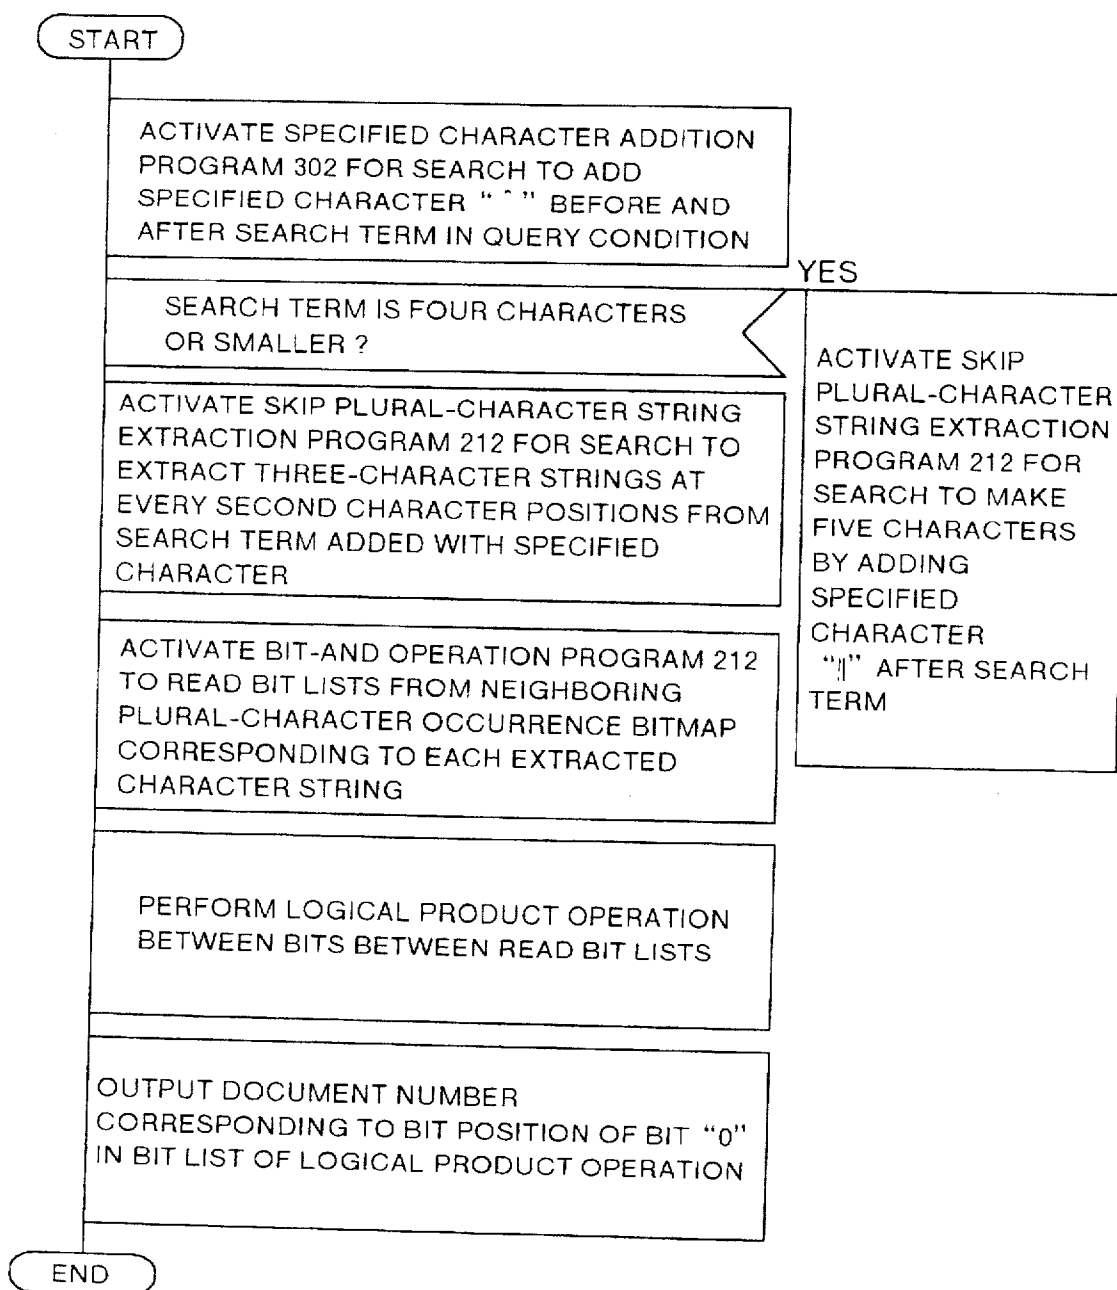 START
ACTIVATE SPECIFIED CHARACTER ADDITION
PROGRAM 302 FOR SEARCH TO ADD
SPECIFIED CHARACTER " ˆ " BEFORE AND
AFTER SEARCH TERM IN QUERY CONDITION
YES
SEARCH TERM IS FOUR CHARACTERS
OR SMALLER ?
ACTIVATE SKIP
PLURAL-CHARACTER
STRING EXTRACTION
PROGRAM 212 FOR
SEARCH TO MAKE
FIVE CHARACTERS
BY ADDING
SPECIFIED
CHARACTER
AFTER SEARCH
TERM
ACTIVATE SKIP PLURAL-CHARACTER STRING
EXTRACTION PROGRAM 212 FOR SEARCH TO
EXTRACT THREE-CHARACTER STRINGS AT
EVERY SECOND CHARACTER POSITIONS FROM
SEARCH TERM ADDED WITH SPECIFIED
CHARACTER
ACTIVATE BIT-AND OPERATION PROGRAM 212
TO READ BIT LISTS FROM NEIGHBORING
PLURAL-CHARACTER OCCURRENCE BITMAP
CORRESPONDING TO EACH EXTRACTED
CHARACTER STRING
PERFORM LOGICAL PRODUCT OPERATION
BETWEEN BITS BETWEEN READ BIT LISTS
OUTPUT DOCUMENT NUMBER
CORRESPONDING TO BIT POSITION OF BIT "0"
IN BIT LIST OF LOGICAL PRODUCT OPERATION
END